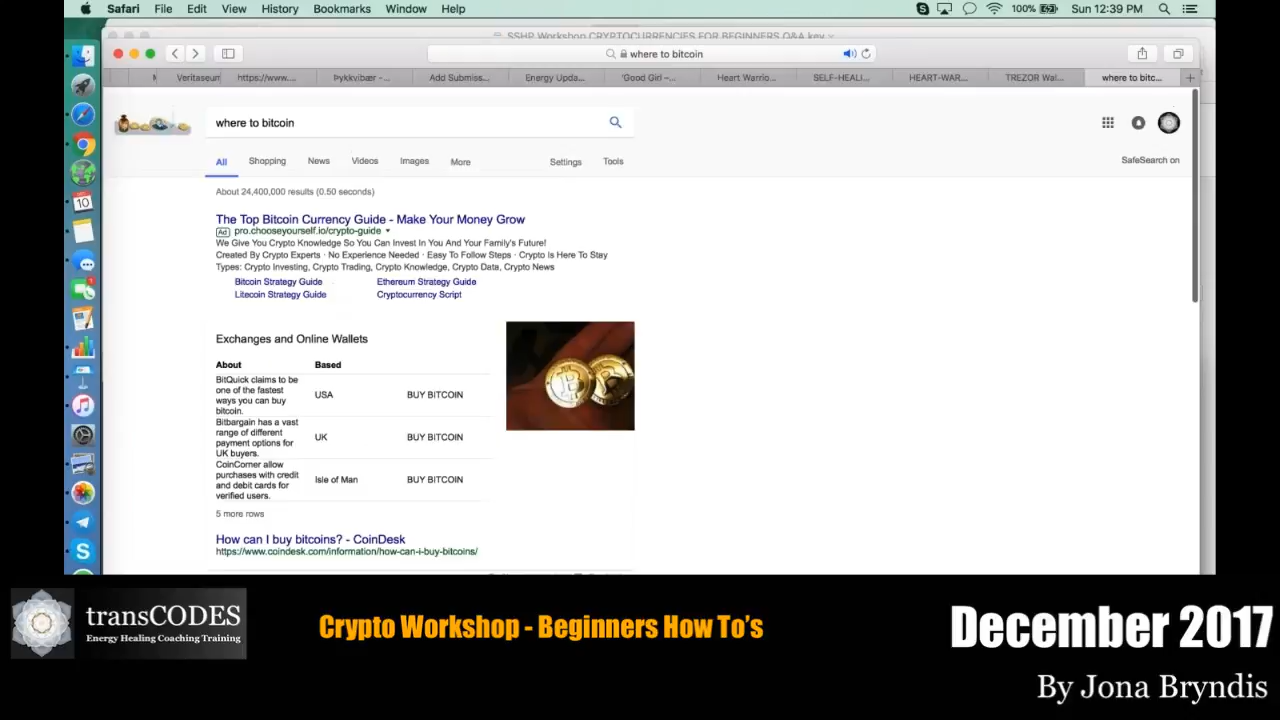 Safari File Edit View History Bookmarks Window Help 100% Sun 12:39 PM
SSHP Workshop CRYPTOCURRENCIES FOR BEGINNERS Q&A.key
where to bitcoin
Veritaseum https://www.... Þykkvibær -... Add Submiss... Energy Upda... 'Good Girl –... Heart Warrio... SELF-HEALI... HEART-WAR... TREZOR Wal... where to bitc...
where to bitcoin
All Shopping News Videos Images More Settings Tools
SafeSearch on
About 24,400,000 results (0.50 seconds)
The Top Bitcoin Currency Guide - Make Your Money Grow
Ad pro.chooseyourself.io/crypto-guide
We Give You Crypto Knowledge So You Can Invest In You And Your Family's Future!
Created By Crypto Experts · No Experience Needed · Easy To Follow Steps · Crypto Is Here To Stay
Types: Crypto Investing, Crypto Trading, Crypto Knowledge, Crypto Data, Crypto News
Bitcoin Strategy Guide Ethereum Strategy Guide
Litecoin Strategy Guide Cryptocurrency Script
Exchanges and Online Wallets
About Based
BitQuick claims to be
one of the fastest
ways you can buy
bitcoin.
USA BUY BITCOIN
Bitbargain has a vast
range of different
payment options for
UK buyers.
UK BUY BITCOIN
CoinCorner allow
purchases with credit
and debit cards for
verified users.
Isle of Man BUY BITCOIN
5 more rows
How can I buy bitcoins? - CoinDesk
https://www.coindesk.com/information/how-can-i-buy-bitcoins/
10
transCODES
Energy Healing Coaching Training
Crypto Workshop - Beginners How To's
December 2017
By Jona Bryndis